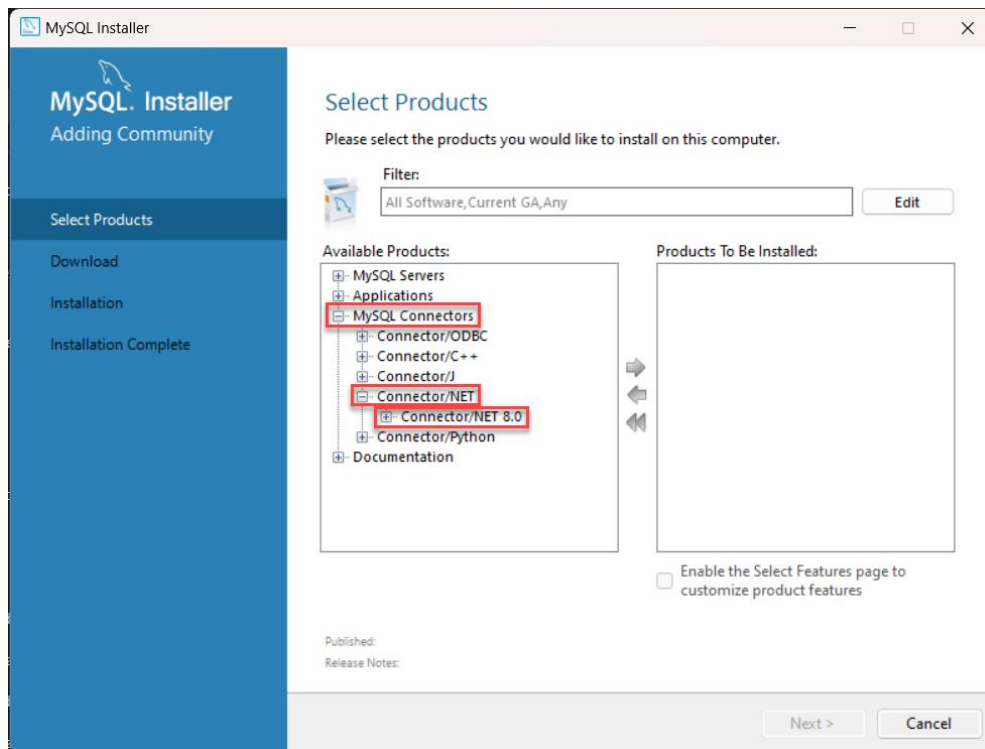 MySQL Installer
MySQL. Installer
Adding Community
Select Products
Download
Installation
Installation Complete
Select Products
Please select the products you would like to install on this computer.
Filter:
All Software,Current GA,Any
Edit
Available Products:
MySQL Servers
Applications
MySQL Connectors
Connector/ODBC
Connector/C++
Connector/J
Connector/NET
Connector/NET 8.0
Connector/Python
Documentation
Products To Be Installed:
Enable the Select Features page to
customize product features
Published:
Release Notes:
Next >
Cancel